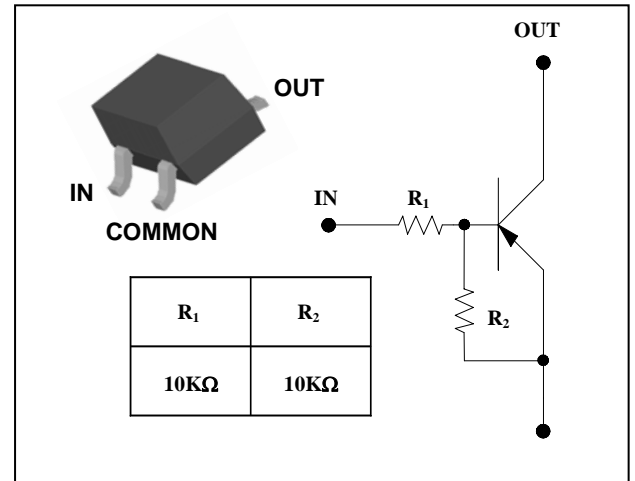 OUT
OUT
IN
COMMON
IN
R₁
R₂
R₁ R₂
10KΩ 10KΩ